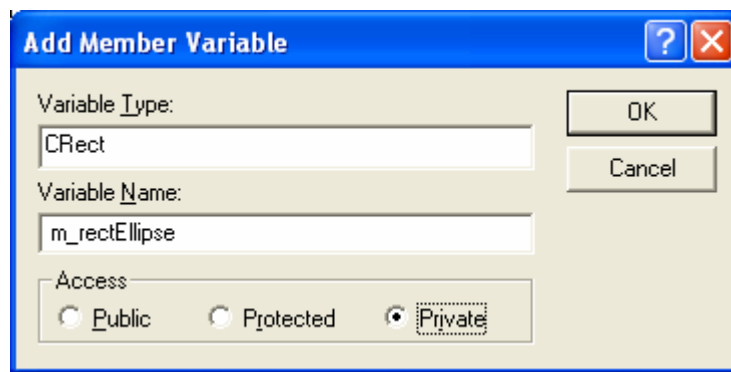 Add Member Variable
Variable Type:
OK
CRect
Cancel
Variable Name:
m_rectEllipse
Access
Public Protected Private